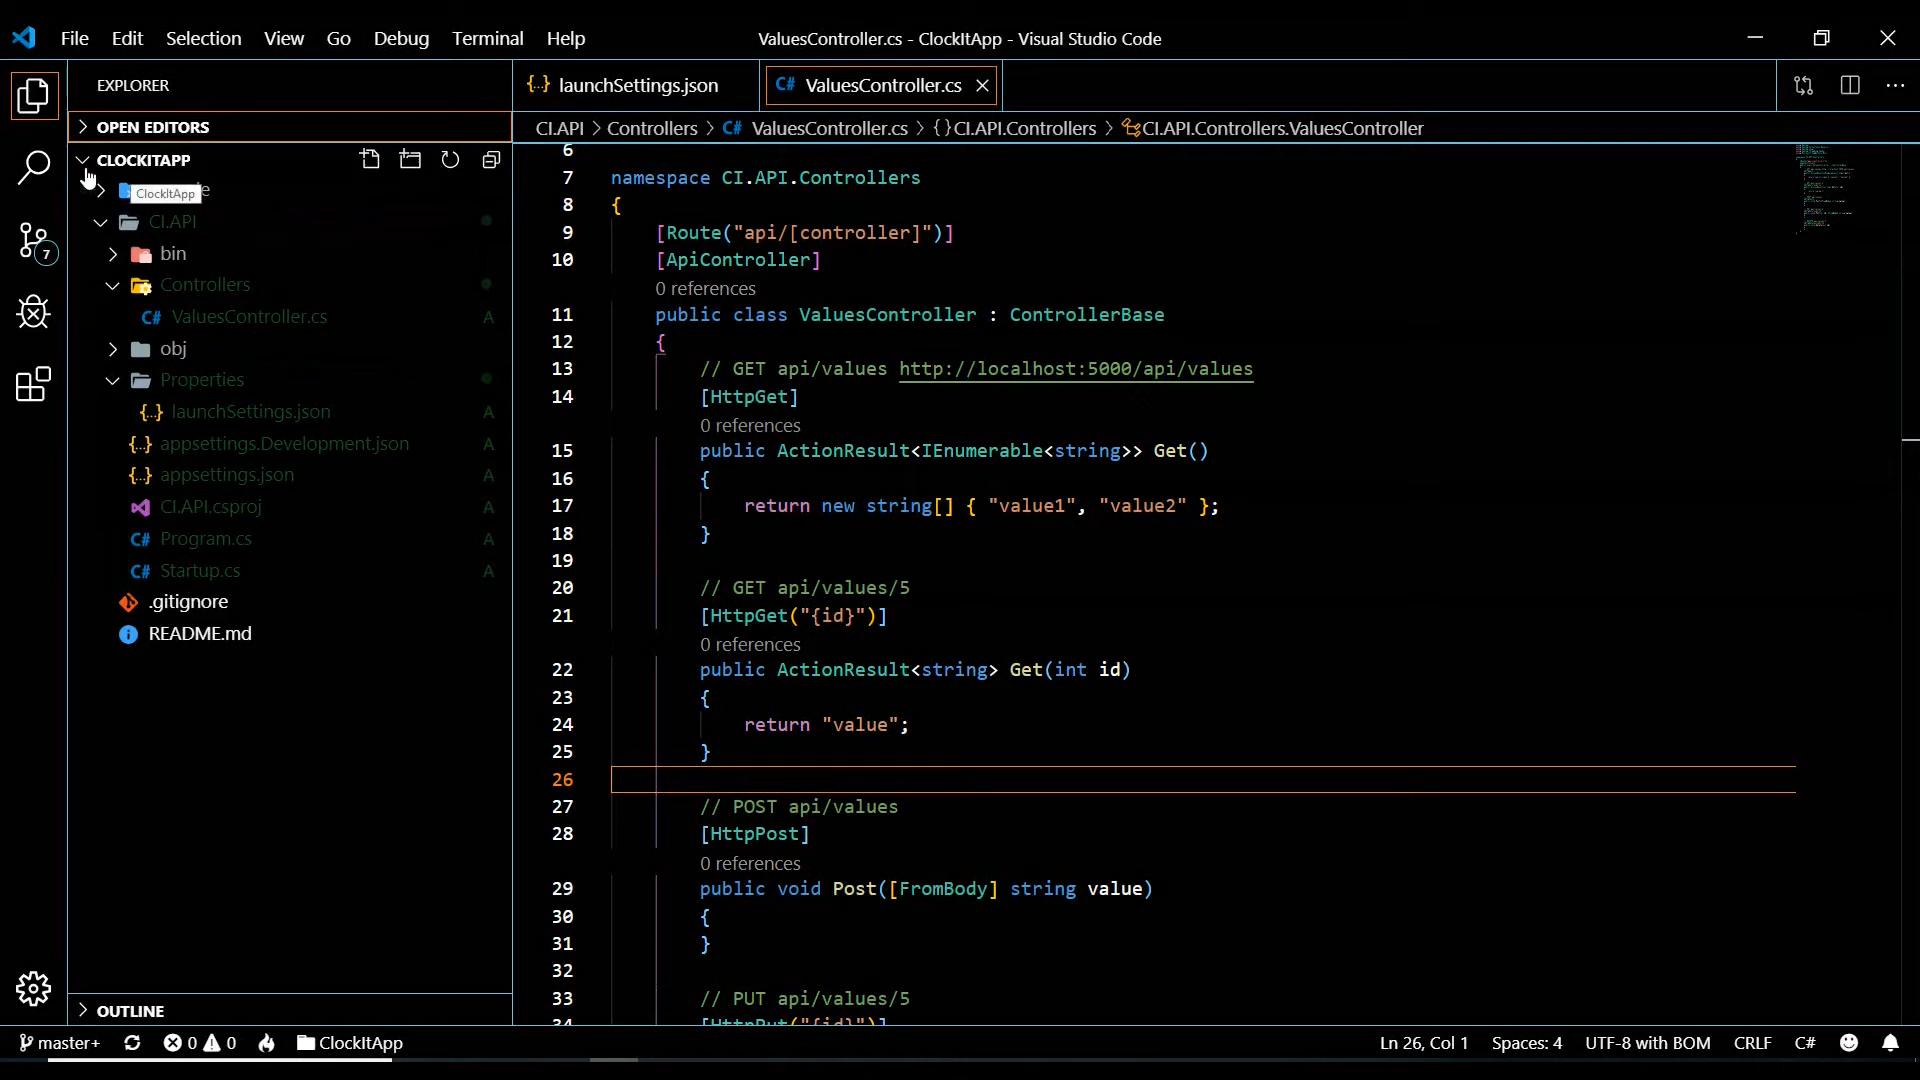 File Edit Selection View Go Debug Terminal Help
ValuesController.cs - ClockItApp - Visual Studio Code
EXPLORER
OPEN EDITORS
CLOCKITAPP
ClockItApp
CI.API
bin
Controllers
C# ValuesController.cs A
obj
Properties
{..} launchSettings.json A
{..} appsettings.Development.json A
{..} appsettings.json A
CI.API.csproj A
C# Program.cs A
C# Startup.cs A
.gitignore
README.md
OUTLINE
7
{..} launchSettings.json
C# ValuesController.cs
CI.API > Controllers > C# ValuesController.cs > {} CI.API.Controllers > CI.API.Controllers.ValuesController
6
7 namespace CI.API.Controllers
8 {
9 [Route("api/[controller]")]
10 [ApiController]
0 references
11 public class ValuesController : ControllerBase
12 {
13 // GET api/values http://localhost:5000/api/values
14 [HttpGet]
0 references
15 public ActionResult<IEnumerable<string>> Get()
16 {
17 return new string[] { "value1", "value2" };
18 }
19
20 // GET api/values/5
21 [HttpGet("{id}")]
0 references
22 public ActionResult<string> Get(int id)
23 {
24 return "value";
25 }
26
27 // POST api/values
28 [HttpPost]
0 references
29 public void Post([FromBody] string value)
30 {
31 }
32
33 // PUT api/values/5
34 [HttpPut("{id}")]
master+ 0 0 ClockItApp
Ln 26, Col 1 Spaces: 4 UTF-8 with BOM CRLF C#